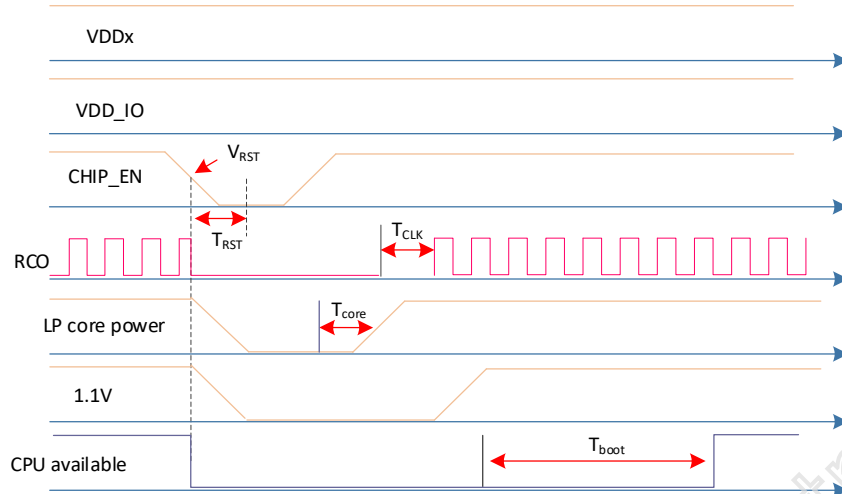 VDDx
VDD_IO
VRST
CHIP_EN
TRST
TCLK
RCO
Tcore
LP core power
1.1V
Tboot
CPU available